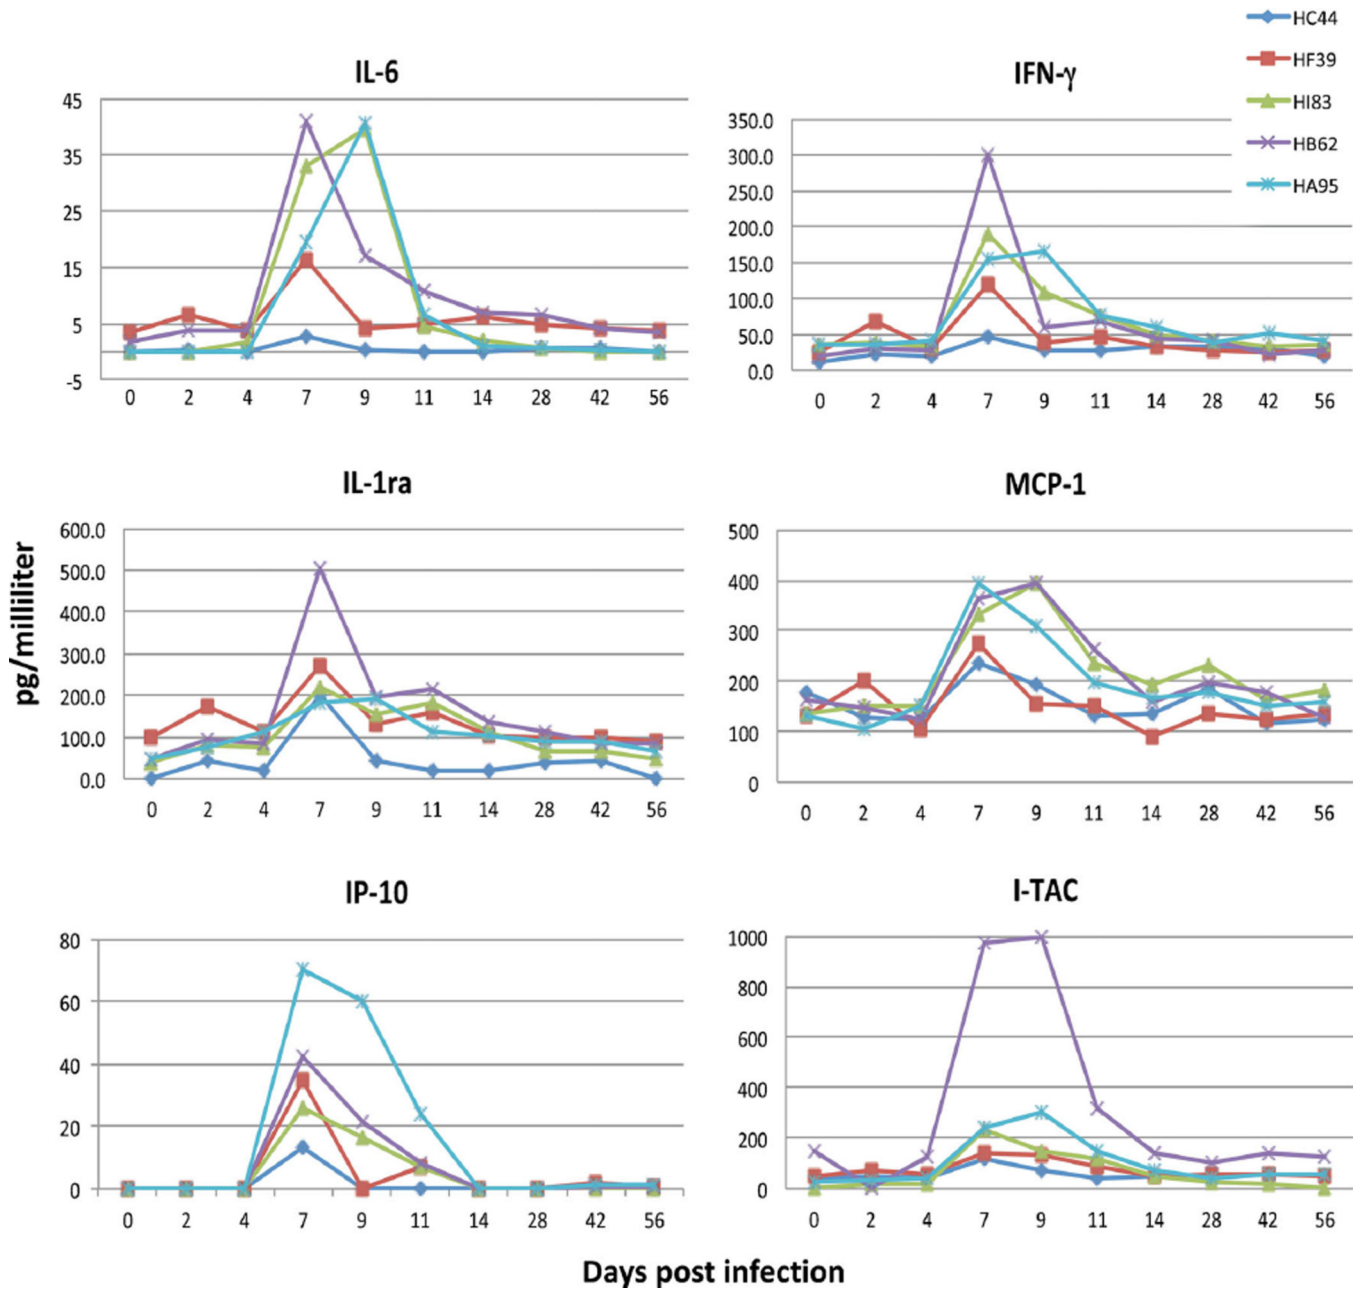 HC44
HF39
HI83
HB62
HA95
IL-6
45
35
25
15
5
-5
0 2 4 7 9 11 14 28 42 56
IFN-γ
350.0
300.0
250.0
200.0
150.0
100.0
50.0
0.0
0 2 4 7 9 11 14 28 42 56
pg/milliliter
IL-1ra
600.0
500.0
400.0
300.0
200.0
100.0
0.0
0 2 4 7 9 11 14 28 42 56
MCP-1
500
400
300
200
100
0
0 2 4 7 9 11 14 28 42 56
IP-10
80
60
40
20
0
0 2 4 7 9 11 14 28 42 56
I-TAC
1000
800
600
400
200
0
0 2 4 7 9 11 14 28 42 56
Days post infection